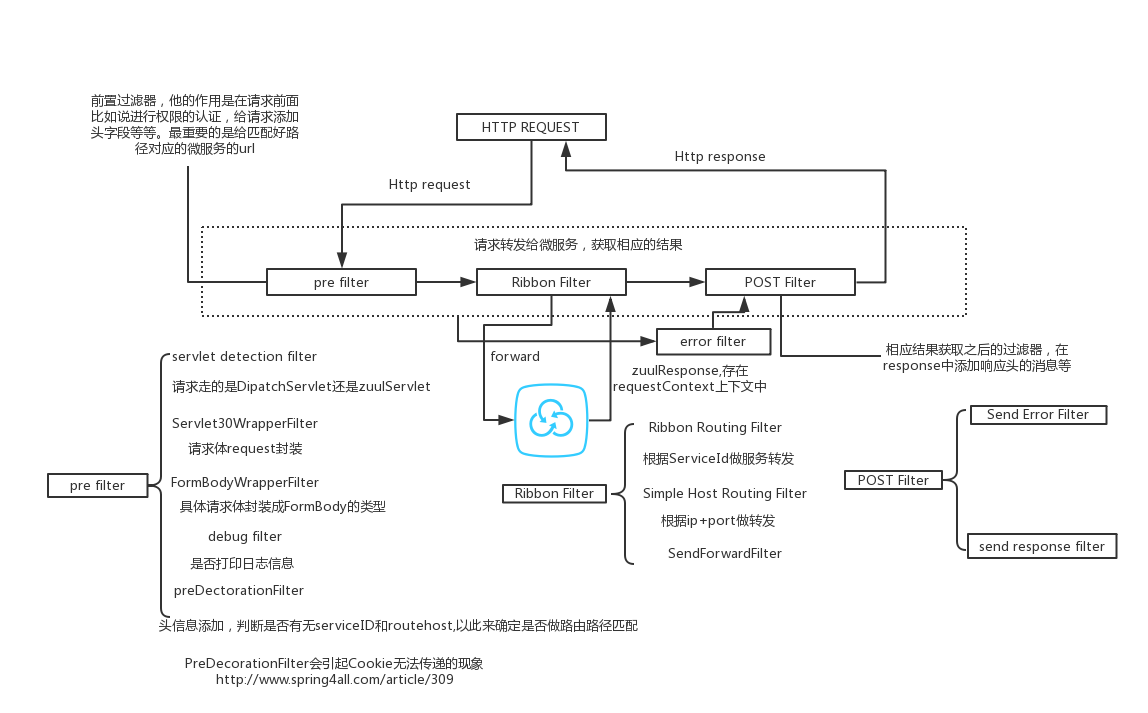 前置过滤器，他的作用是在请求前面
比如说进行权限的认证，给请求添加
头字段等等。最重要的是给匹配好路
径对应的微服务的url
HTTP REQUEST
Http response
Http request
请求转发给微服务，获取相应的结果
pre filter
Ribbon Filter
POST Filter
error filter
forward
zuulResponse,存在
requestContext上下文中
相应结果获取之后的过滤器，在
response中添加响应头的消息等
pre filter
servlet detection filter
请求走的是DipatchServlet还是zuulServlet
Servlet30WrapperFilter
请求体request封装
FormBodyWrapperFilter
具体请求体封装成FormBody的类型
debug filter
是否打印日志信息
preDectorationFilter
头信息添加，判断是否有无serviceID和routehost,以此来确定是否做路由路径匹配
PreDecorationFilter会引起Cookie无法传递的现象
http://www.spring4all.com/article/309
Ribbon Filter
Ribbon Routing Filter
根据ServiceId做服务转发
Simple Host Routing Filter
根据ip+port做转发
SendForwardFilter
POST Filter
Send Error Filter
send response filter